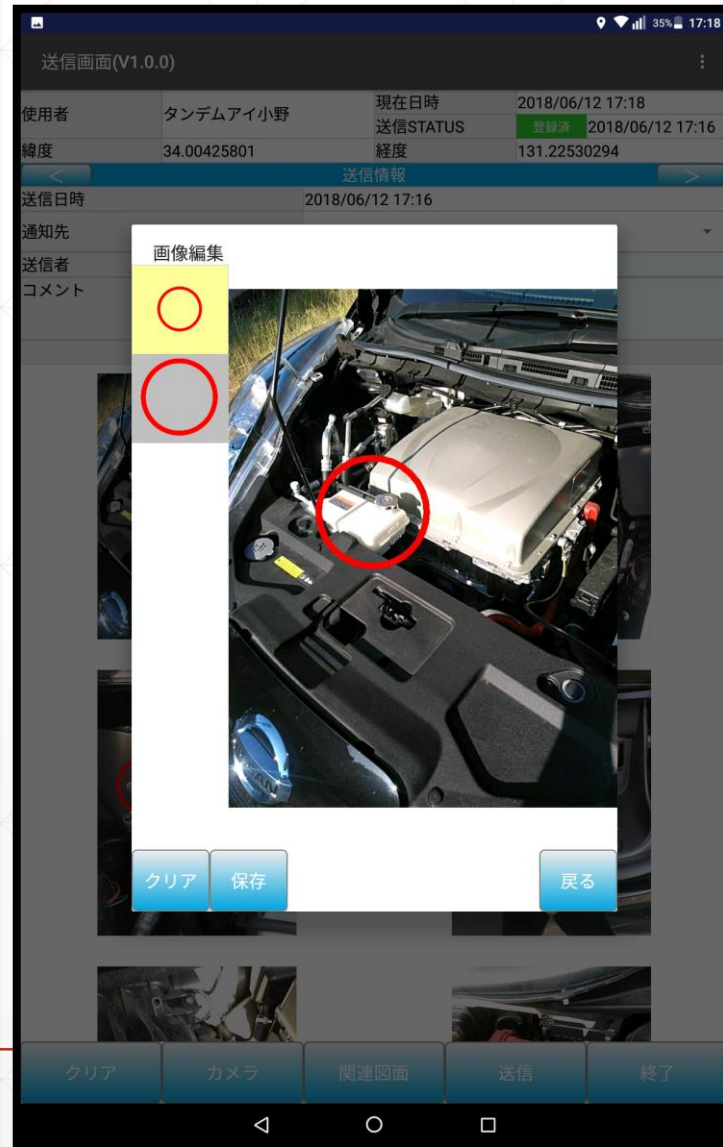 35% 17:18
送信画面(V1.0.0)
使用者 タンデムアイ小野 現在日時 2018/06/12 17:18
送信STATUS 登録済 2018/06/12 17:16
緯度 34.00425801 経度 131.22530294
< 送信情報 >
送信日時 2018/06/12 17:16
通知先
送信者
コメント
画像編集
クリア 保存 戻る
クリア カメラ 関連図面 送信 終了